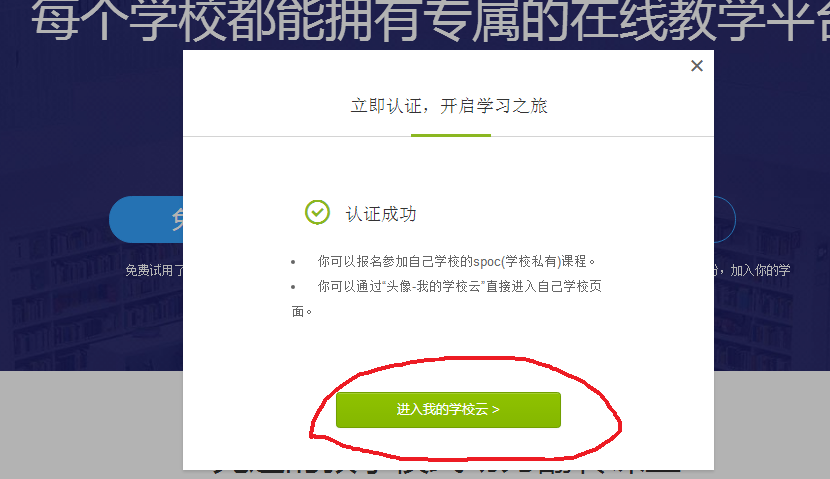 每个学校都能拥有专属的在线教学平台
立即认证，开启学习之旅
认证成功
• 你可以报名参加自己学校的spoc(学校私有)课程。
• 你可以通过“头像-我的学校云”直接进入自己学校页
面。
免费试用了
，加入你的学
进入我的学校云 >